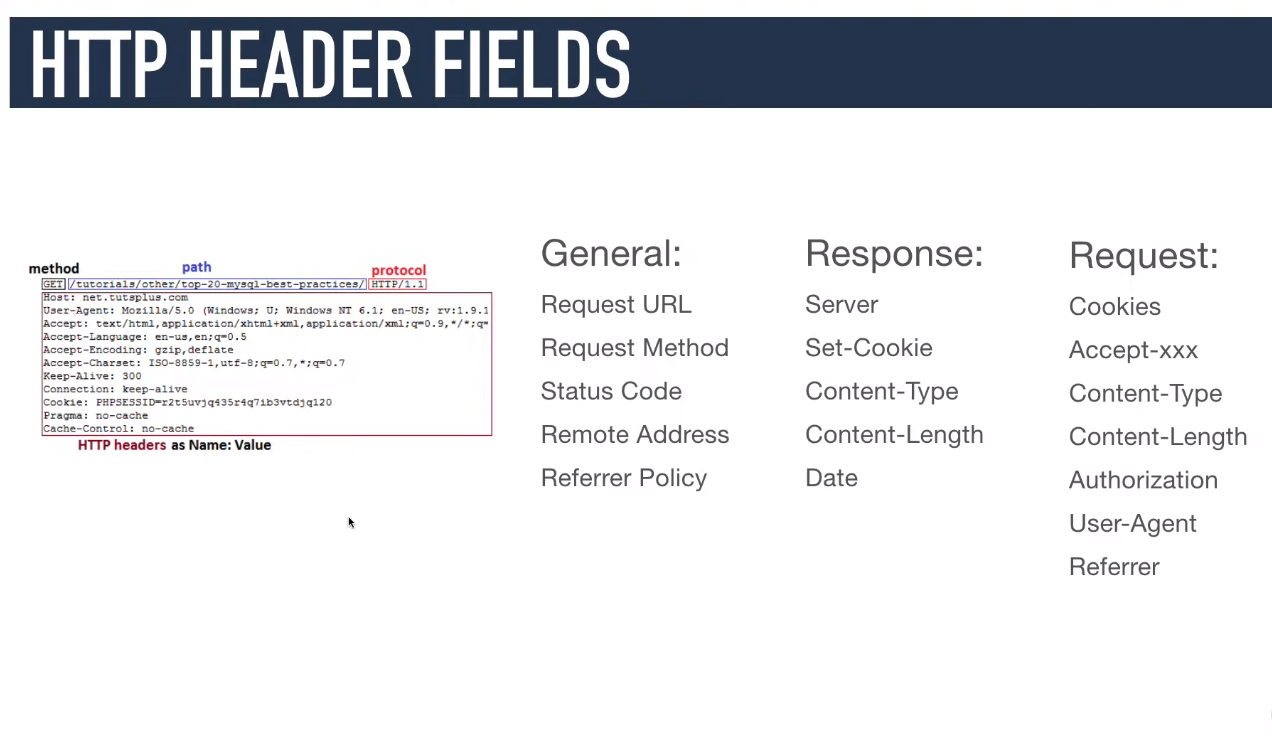 HTTP HEADER FIELDS
method path protocol
GET /tutorials/other/top-20-mysql-best-practices/ HTTP/1.1
Host: net.tutsplus.com
User-Agent: Mozilla/5.0 (Windows; U; Windows NT 6.1; en-US; rv:1.9.1
Accept: text/html,application/xhtml+xml,application/xml;q=0.9,*/*;q=
Accept-Language: en-us,en;q=0.5
Accept-Encoding: gzip,deflate
Accept-Charset: ISO-8859-1,utf-8;q=0.7,*;q=0.7
Keep-Alive: 300
Connection: keep-alive
Cookie: PHPSESSID=r2t5uvjq435r4q7ib3vtdjq120
Pragma: no-cache
Cache-Control: no-cache
HTTP headers as Name: Value
General:
Request URL
Request Method
Status Code
Remote Address
Referrer Policy
Response:
Server
Set-Cookie
Content-Type
Content-Length
Date
Request:
Cookies
Accept-xxx
Content-Type
Content-Length
Authorization
User-Agent
Referrer